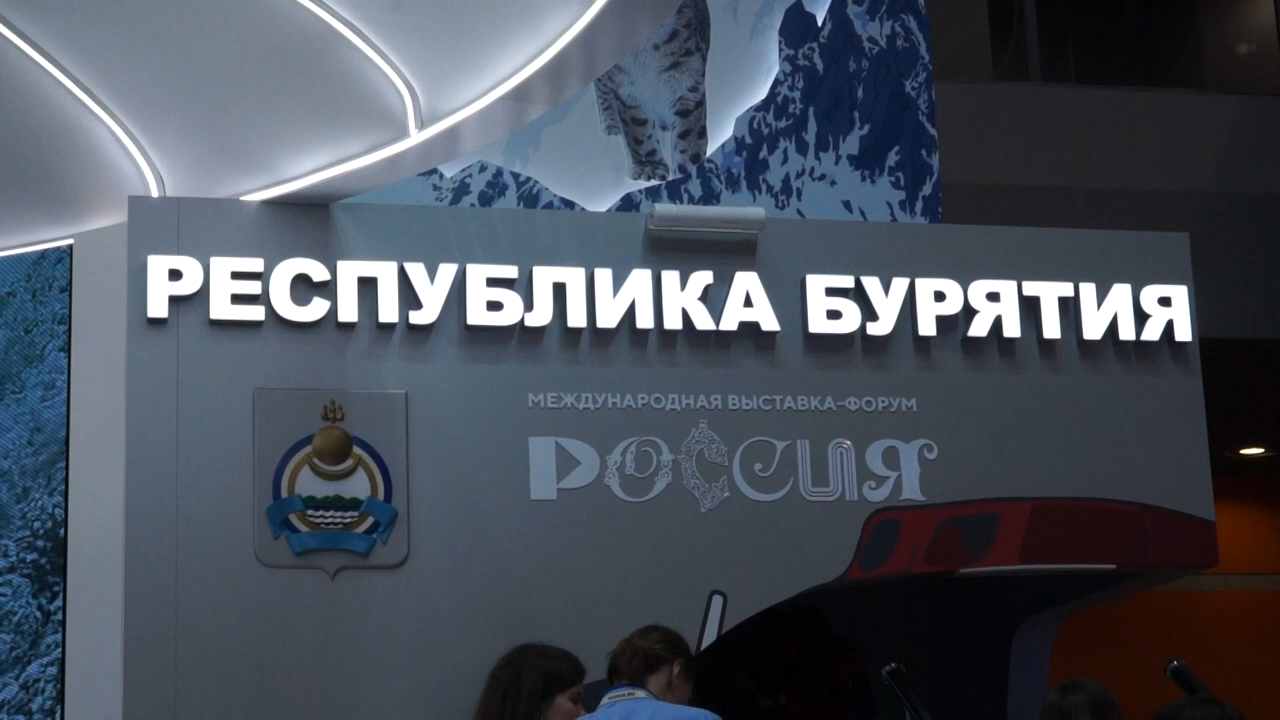 РЕСПУБЛИКА БУРЯТИЯ
МЕЖДУНАРОДНАЯ ВЫСТАВКА-ФОРУМ
РОССИЯ